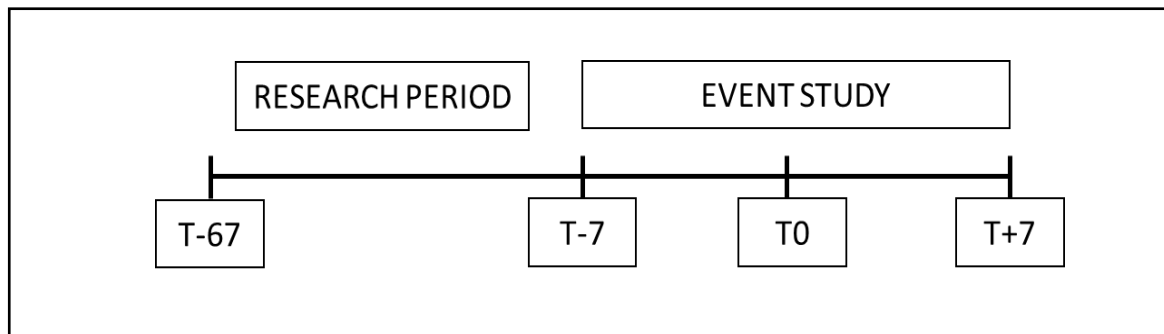 RESEARCH PERIOD
EVENT STUDY
T-67
T-7
T0
T+7